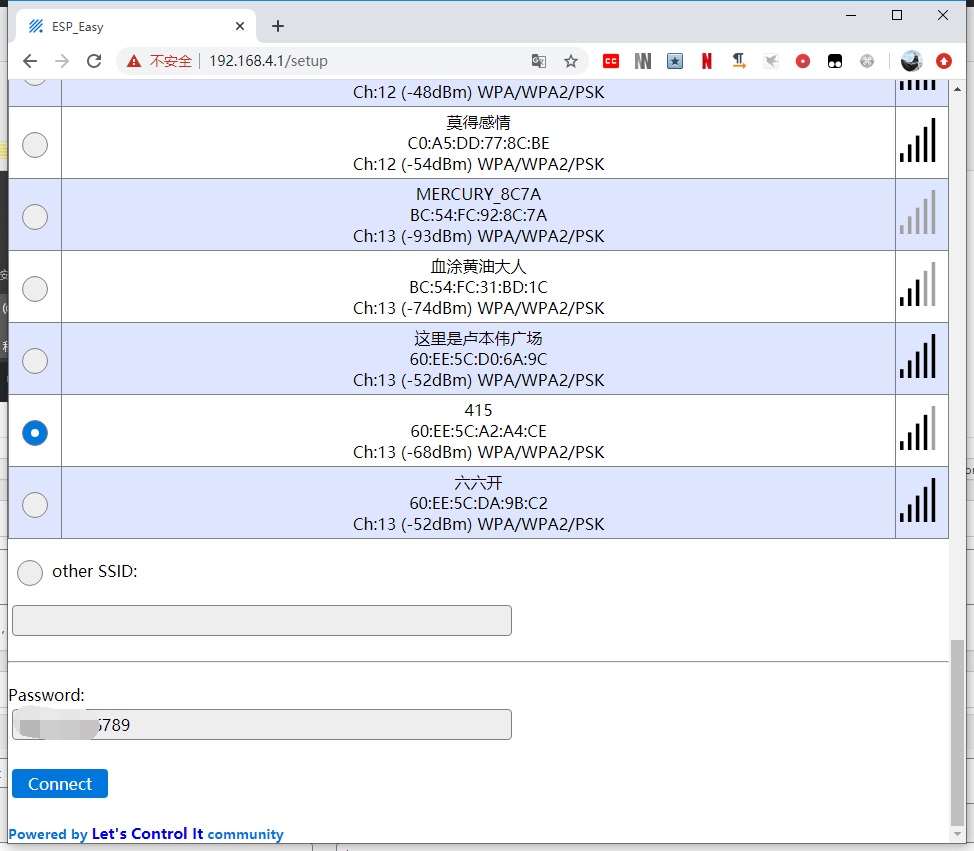 ESP_Easy
不安全
192.168.4.1/setup
Ch:12 (-48dBm) WPA/WPA2/PSK
莫得感情
C0:A5:DD:77:8C:BE
Ch:12 (-54dBm) WPA/WPA2/PSK
MERCURY_8C7A
BC:54:FC:92:8C:7A
Ch:13 (-93dBm) WPA/WPA2/PSK
血涂黄油大人
BC:54:FC:31:BD:1C
Ch:13 (-74dBm) WPA/WPA2/PSK
这里是卢本伟广场
60:EE:5C:D0:6A:9C
Ch:13 (-52dBm) WPA/WPA2/PSK
415
60:EE:5C:A2:A4:CE
Ch:13 (-68dBm) WPA/WPA2/PSK
六六开
60:EE:5C:DA:9B:C2
Ch:13 (-52dBm) WPA/WPA2/PSK
other SSID:
Password:
789
Connect
Powered by Let's Control It community